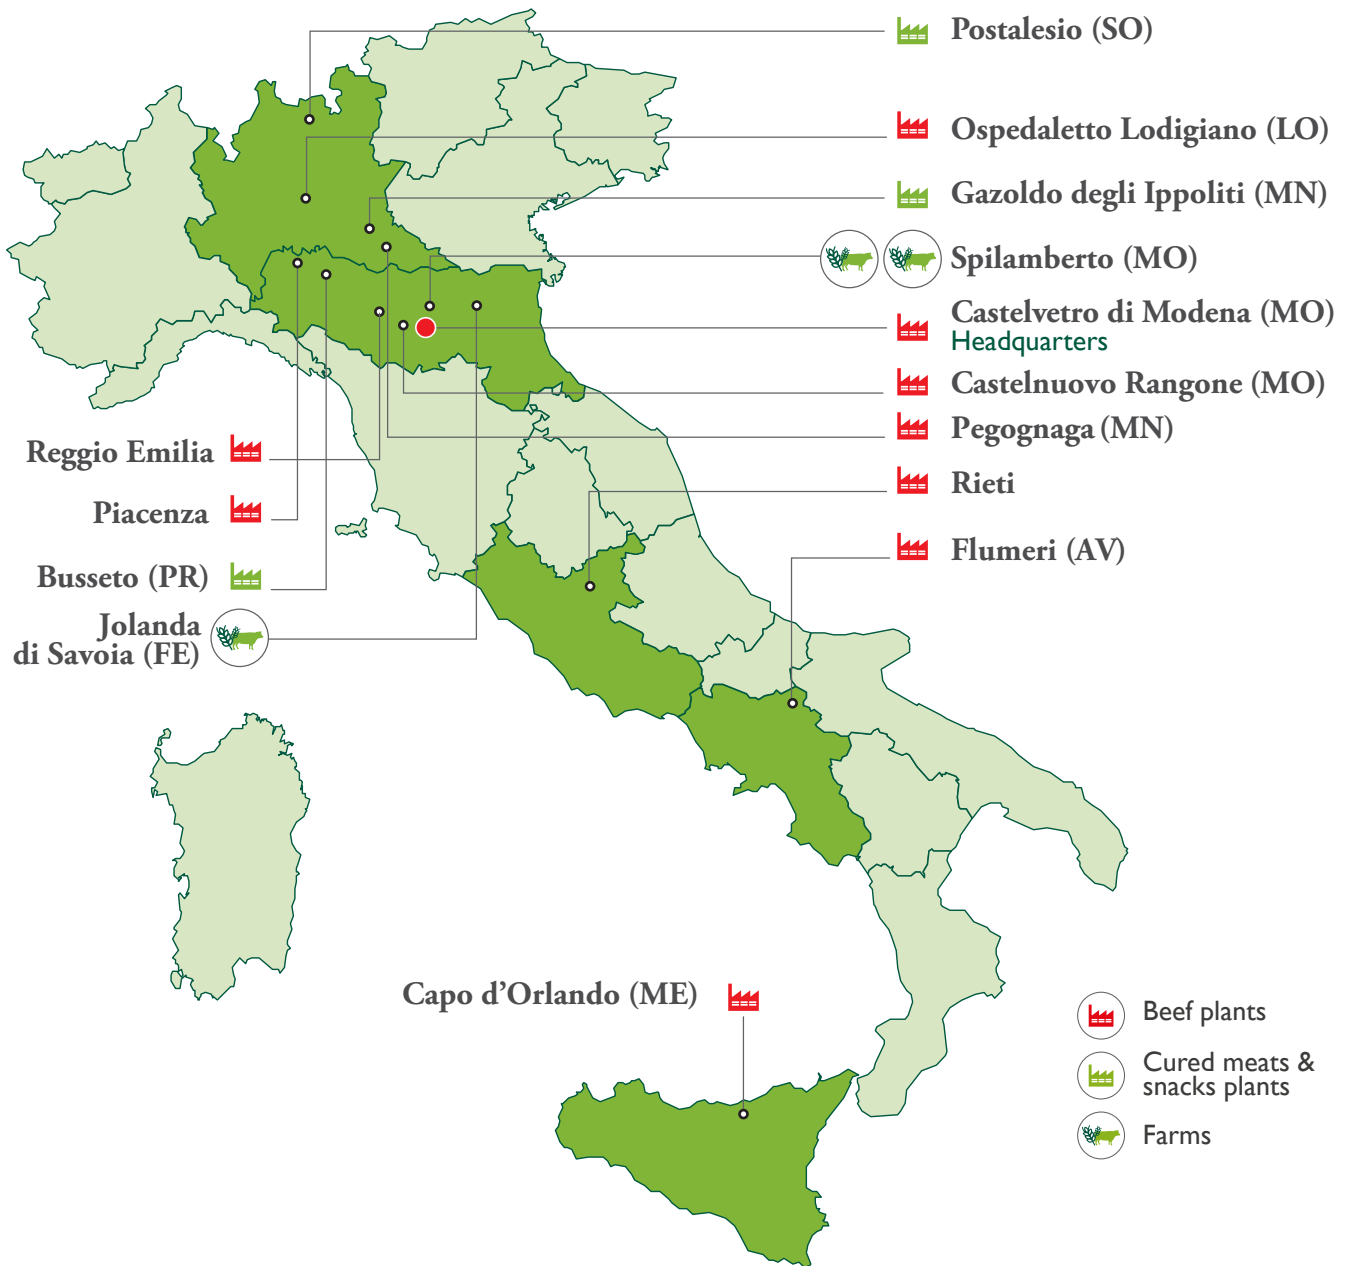 Postalesio (SO)
Ospedaletto Lodigiano (LO)
Gazoldo degli Ippoliti (MN)
Spilamberto (MO)
Castelvetro di Modena (MO)
Headquarters
Castelnuovo Rangone (MO)
Pegognaga (MN)
Rieti
Flumeri (AV)
Reggio Emilia
Piacenza
Busseto (PR)
Jolanda
di Savoia (FE)
Capo d’Orlando (ME)
Beef plants
Cured meats &
snacks plants
Farms